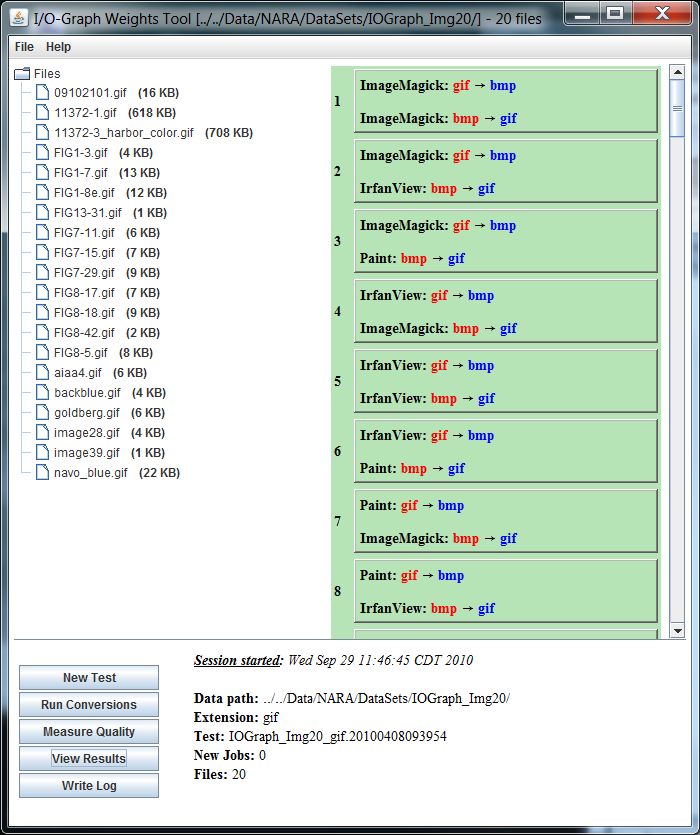 I/O-Graph Weights Tool [../../Data/NARA/DataSets/IOGraph_Img20/] - 20 files
File Help
Files
09102101.gif (16 KB)
11372-1.gif (618 KB)
11372-3_harbor_color.gif (708 KB)
FIG1-3.gif (4 KB)
FIG1-7.gif (13 KB)
FIG1-8e.gif (12 KB)
FIG13-31.gif (1 KB)
FIG7-11.gif (6 KB)
FIG7-15.gif (7 KB)
FIG7-29.gif (9 KB)
FIG8-17.gif (7 KB)
FIG8-18.gif (9 KB)
FIG8-42.gif (2 KB)
FIG8-5.gif (8 KB)
aiaa4.gif (6 KB)
backblue.gif (4 KB)
goldberg.gif (6 KB)
image28.gif (4 KB)
image39.gif (1 KB)
navo_blue.gif (22 KB)
1
ImageMagick: gif → bmp
ImageMagick: bmp → gif
2
ImageMagick: gif → bmp
IrfanView: bmp → gif
3
ImageMagick: gif → bmp
Paint: bmp → gif
4
IrfanView: gif → bmp
ImageMagick: bmp → gif
5
IrfanView: gif → bmp
IrfanView: bmp → gif
6
IrfanView: gif → bmp
Paint: bmp → gif
7
Paint: gif → bmp
ImageMagick: bmp → gif
8
Paint: gif → bmp
IrfanView: bmp → gif
New Test
Run Conversions
Measure Quality
View Results
Write Log
Session started: Wed Sep 29 11:46:45 CDT 2010
Data path: ../../Data/NARA/DataSets/IOGraph_Img20/
Extension: gif
Test: IOGraph_Img20_gif.20100408093954
New Jobs: 0
Files: 20